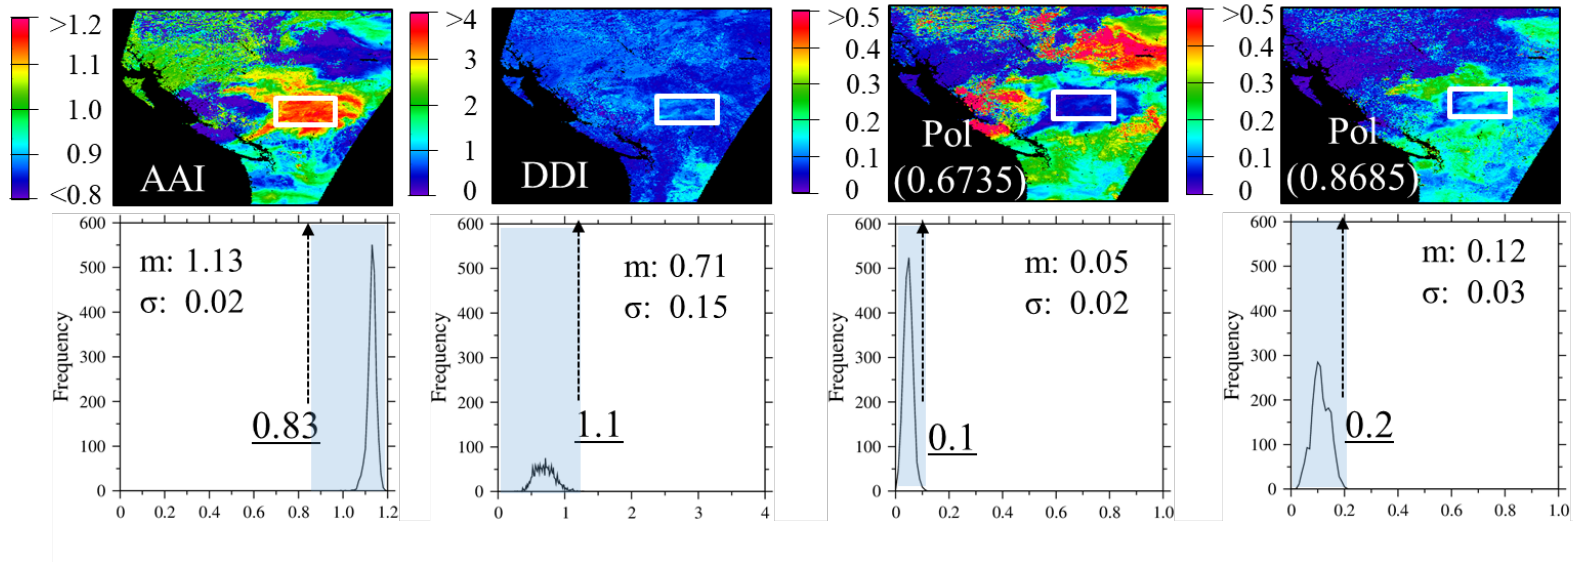 >1.2
1.1
1.0
0.9
<0.8
AAI
>4
3
2
1
0
DDI
>0.5
0.4
0.3
0.2
0.1
0
Pol
(0.6735)
>0.5
0.4
0.3
0.2
0.1
0
Pol
(0.8685)
600
500
400
300
200
100
0
Frequency
m: 1.13
σ: 0.02
0.83
0 0.2 0.4 0.6 0.8 1.0 1.2
600
500
400
300
200
100
0
Frequency
m: 0.71
σ: 0.15
1.1
0 1 2 3 4
600
500
400
300
200
100
0
Frequency
m: 0.05
σ: 0.02
0.1
0 0.2 0.4 0.6 0.8 1.0
600
500
400
300
200
100
0
Frequency
m: 0.12
σ: 0.03
0.2
0 0.2 0.4 0.6 0.8 1.0